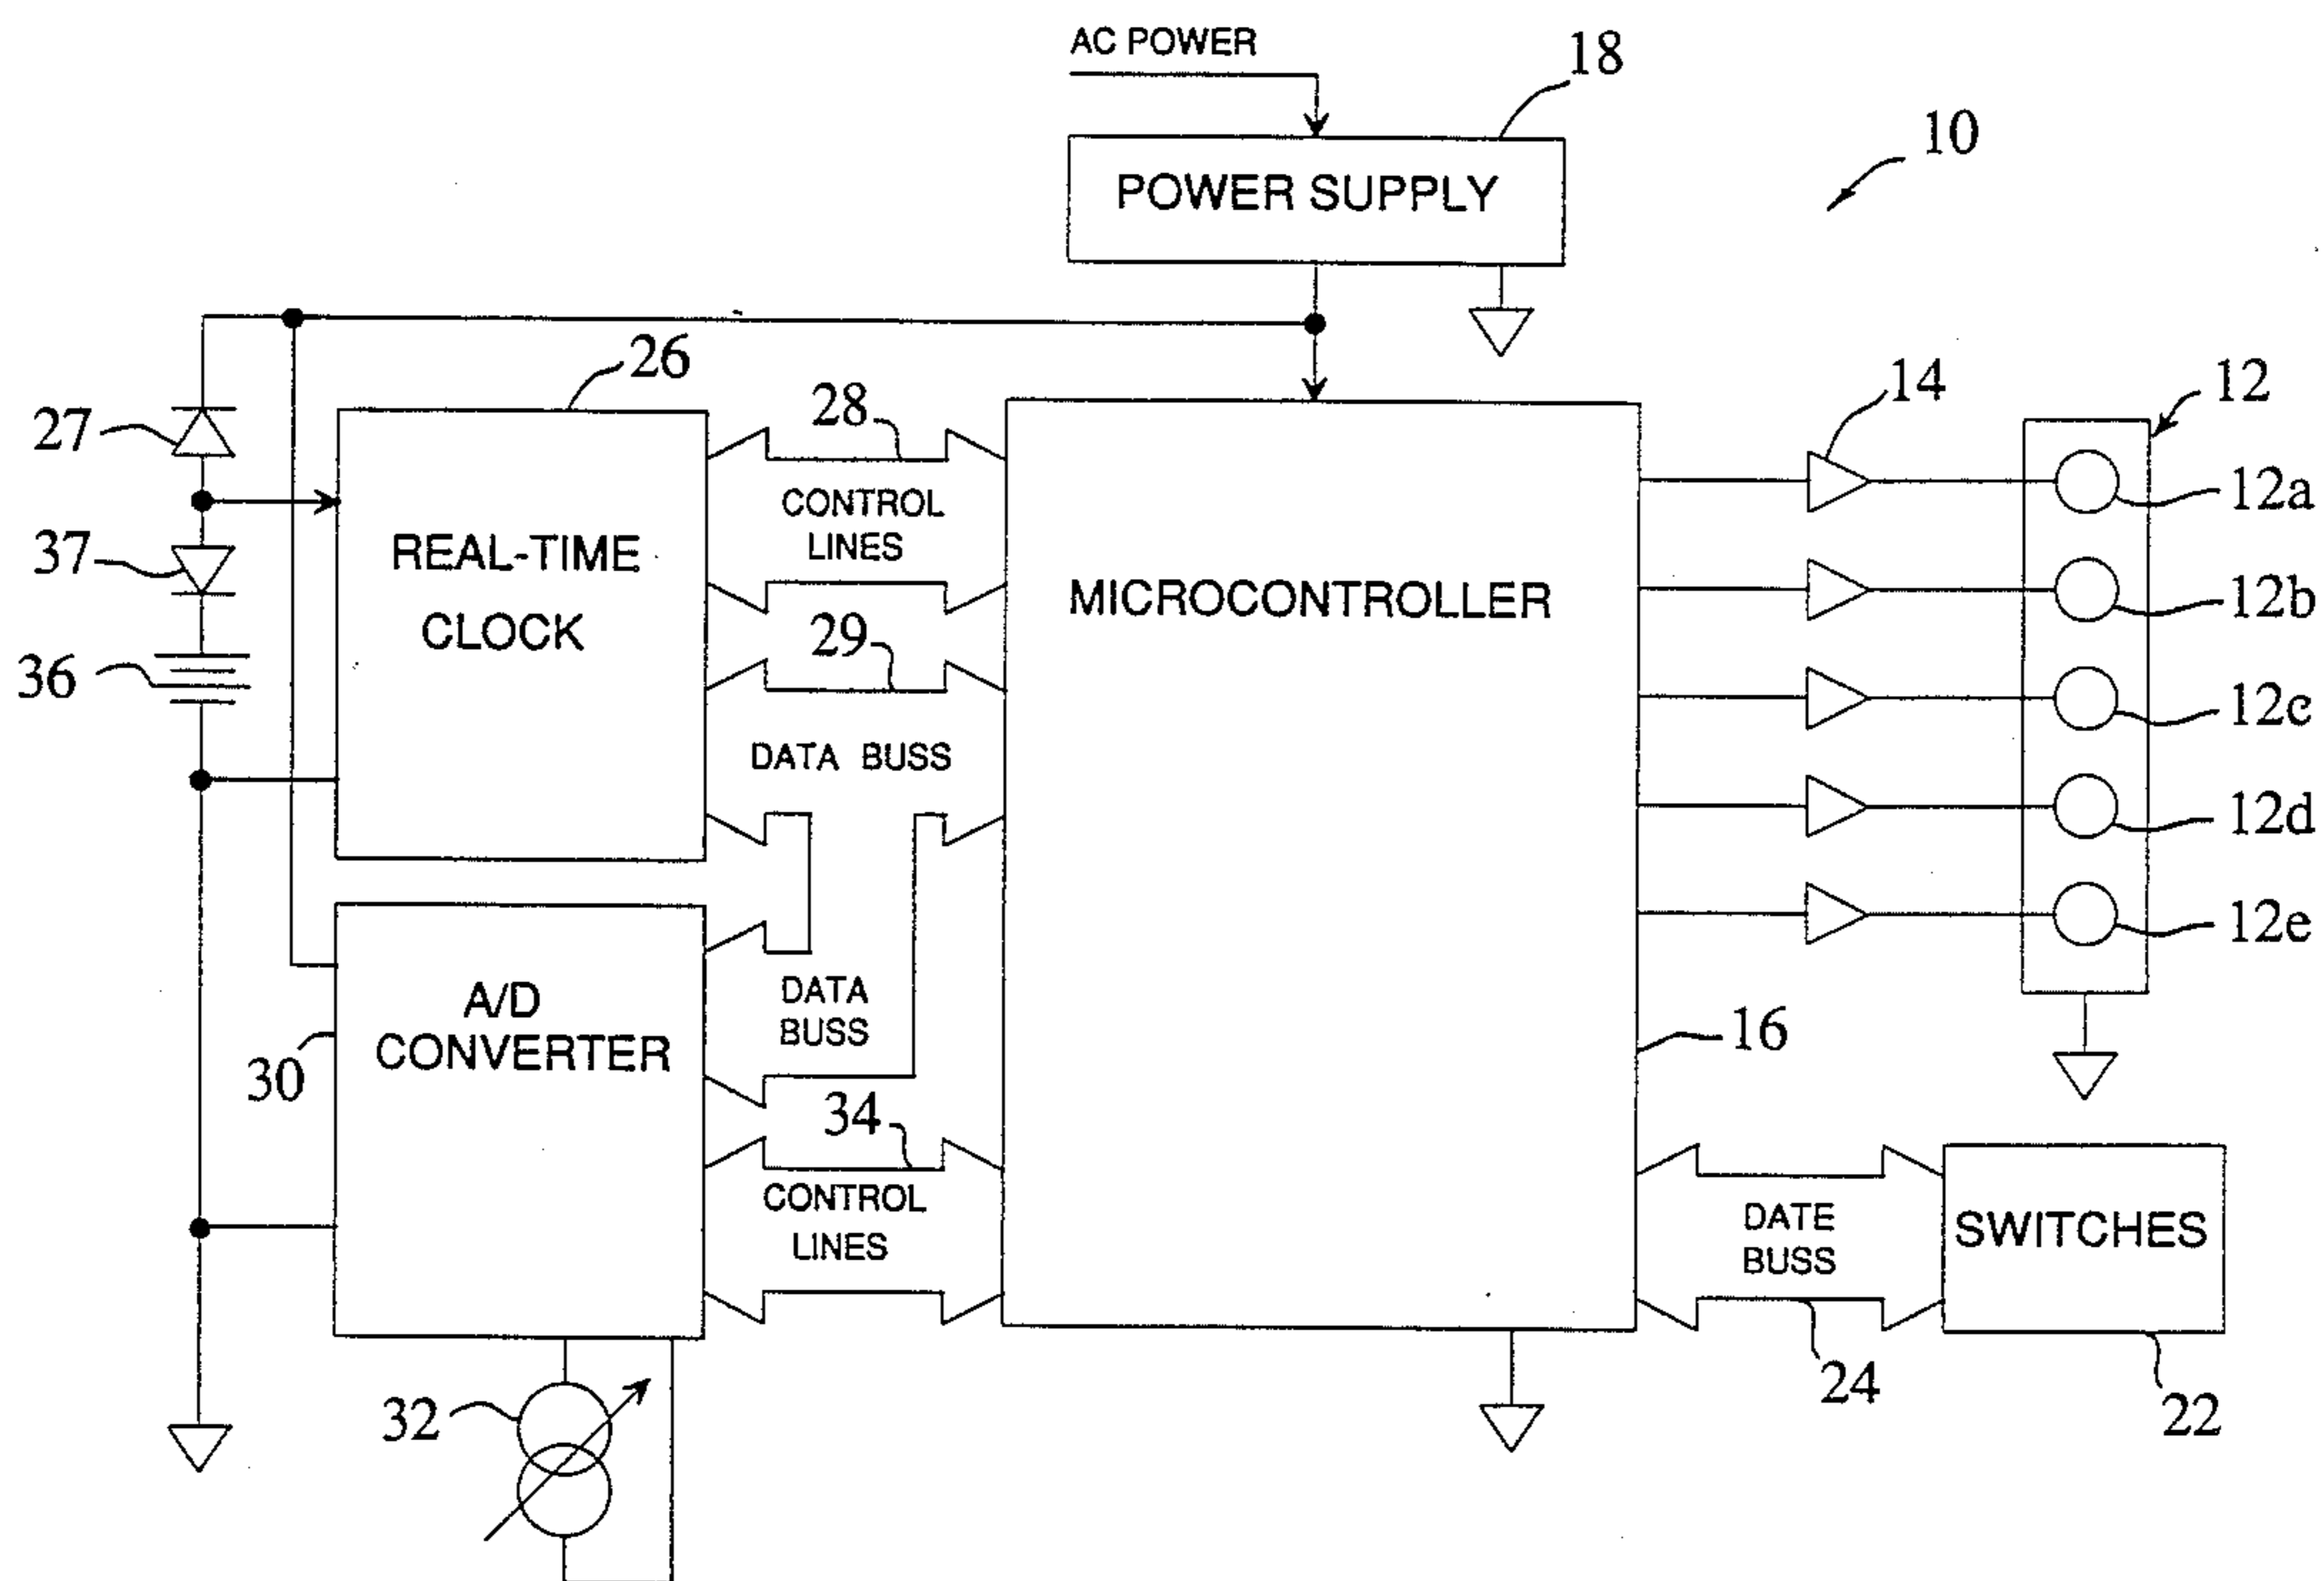 AC POWER
18
POWER SUPPLY
10
26
28
14
12
27
CONTROL
LINES
12a
37
REAL-TIME
CLOCK
MICROCONTROLLER
12b
29
36
12c
DATA BUSS
12d
12e
A/D
CONVERTER
DATA
BUSS
16
30
34
CONTROL
LINES
DATE
BUSS
SWITCHES
32
24
22